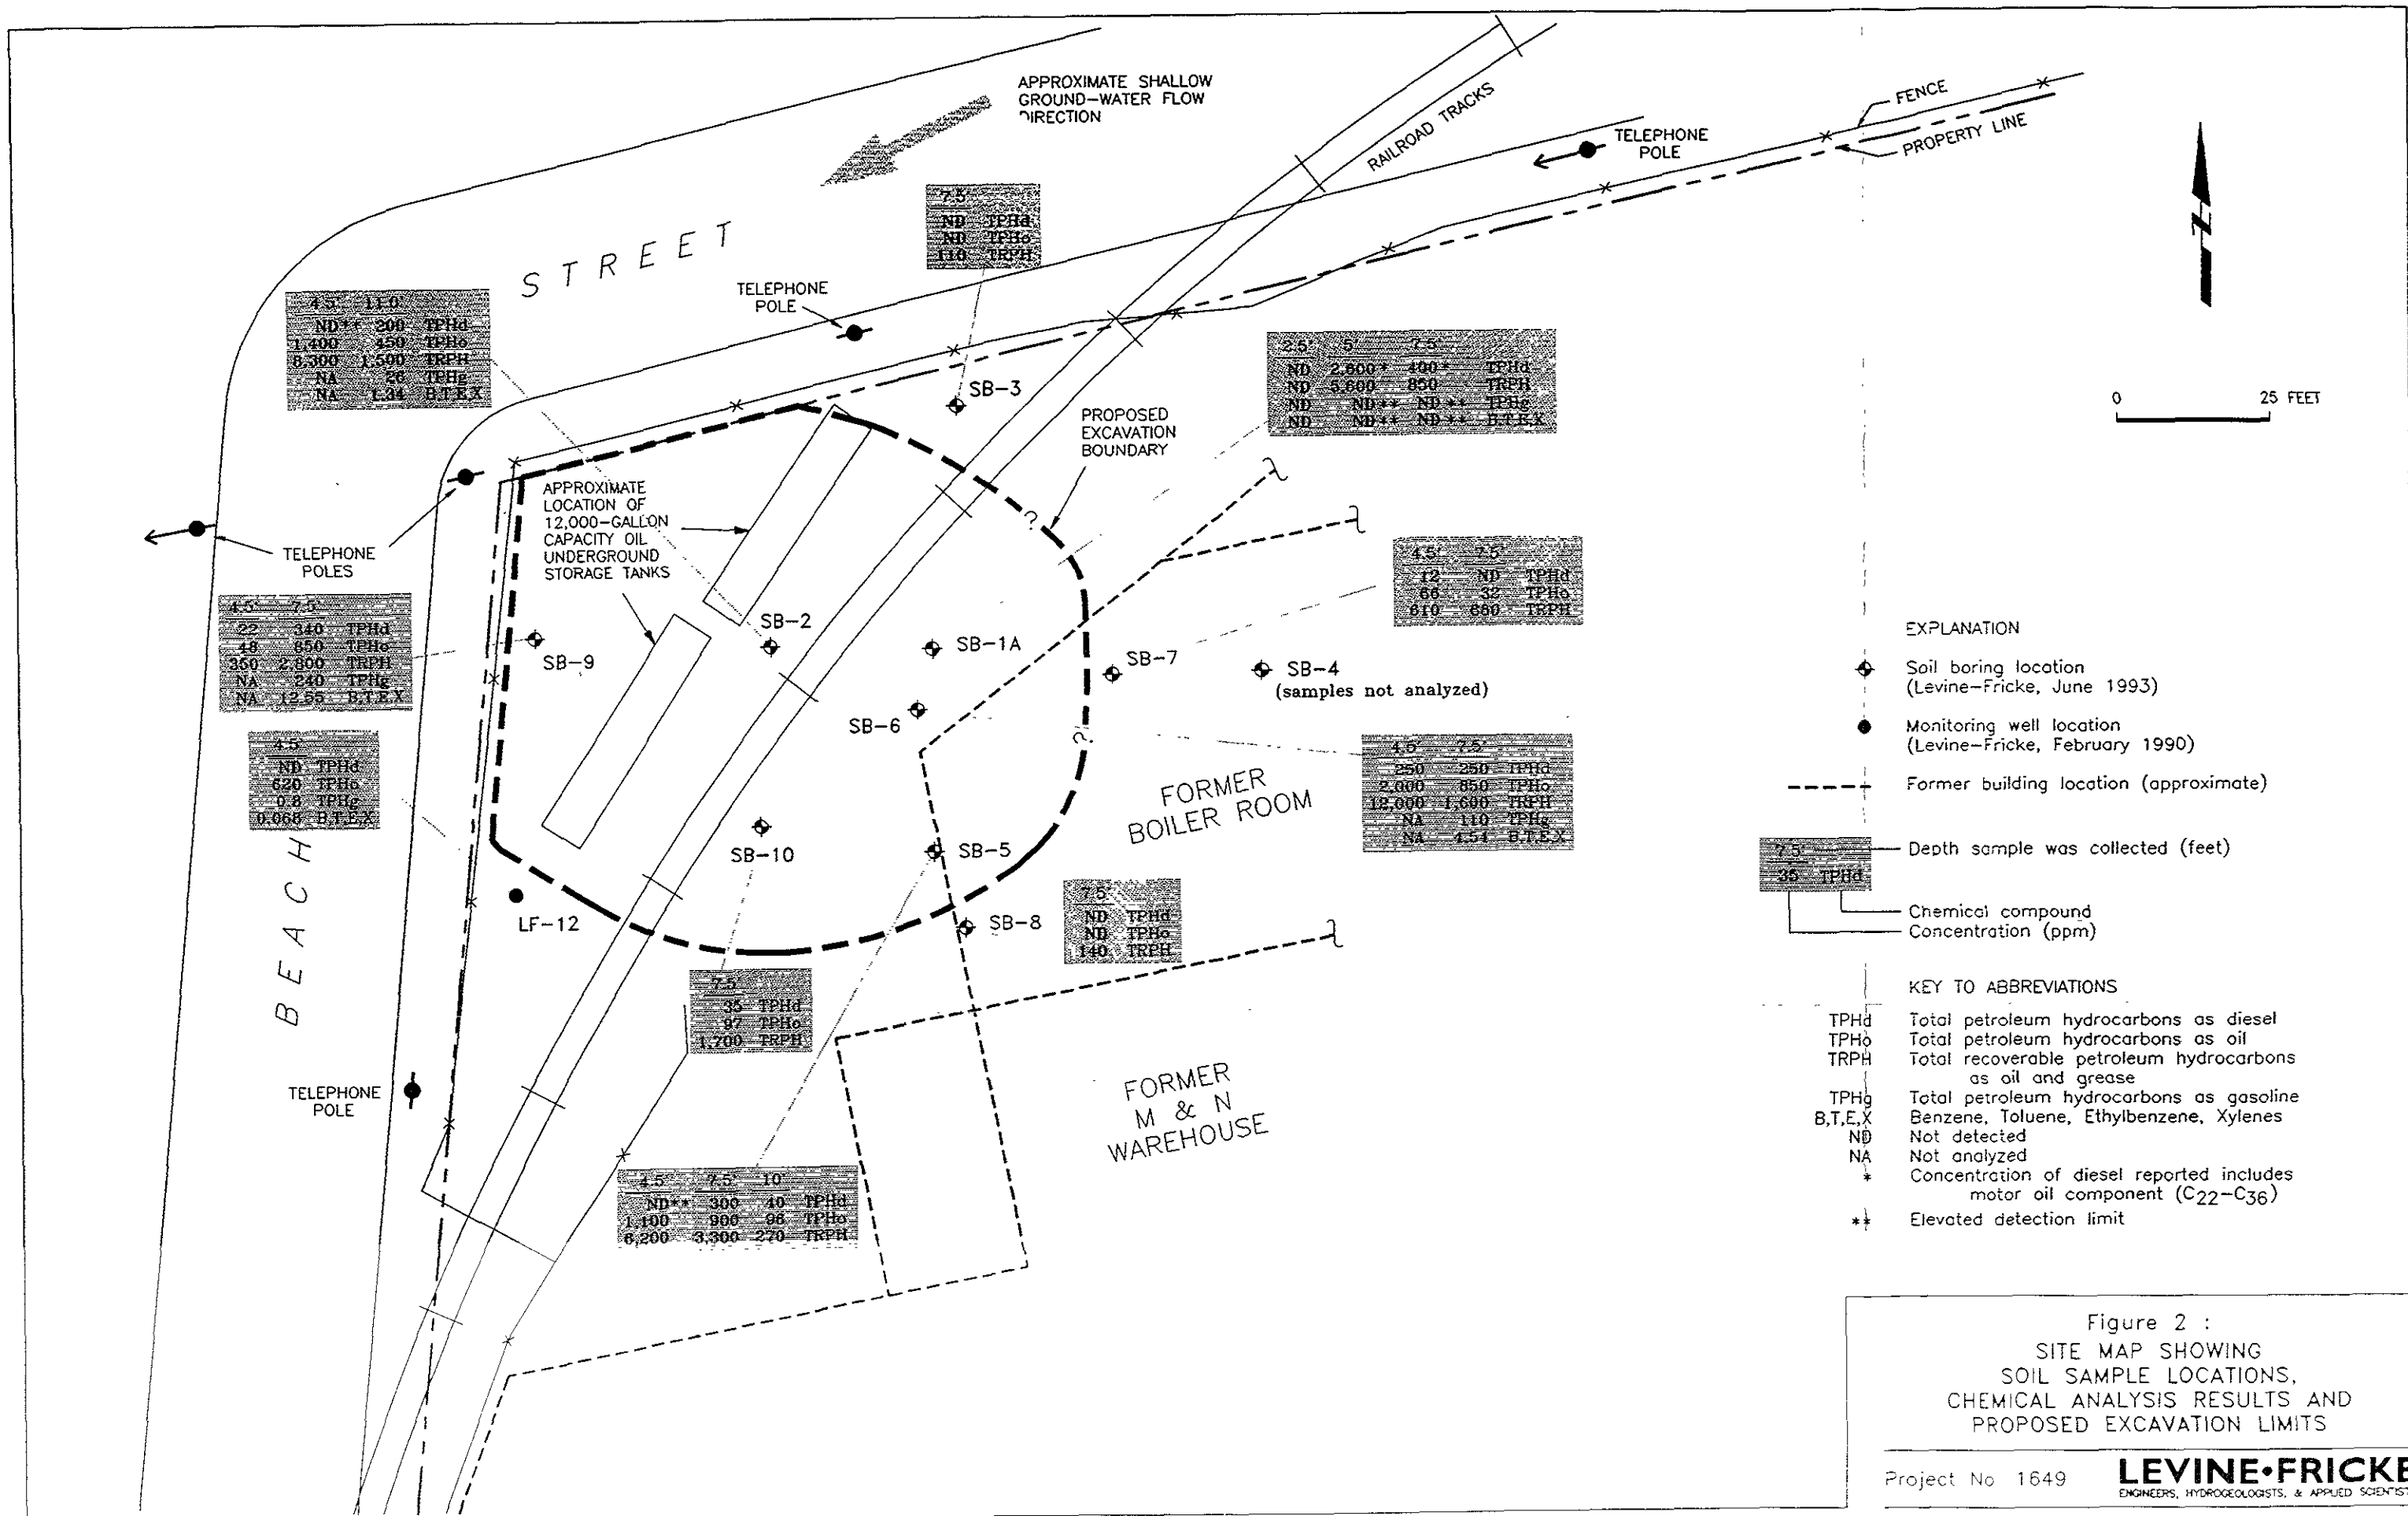 APPROXIMATE SHALLOW
GROUND-WATER FLOW
DIRECTION
RAILROAD TRACKS
TELEPHONE
POLE
FENCE
PROPERTY LINE
N
0 25 FEET
STREET
7.5'
ND TPHd
ND TPHo
110 TRPH
TELEPHONE
POLE
4.5' 11.0'
ND** 200 TPHd
1,400 450 TPHo
8,300 1,500 TRPH
NA 26 TPHg
NA 1.34 B,T,E,X
2.5' 5' 7.5'
ND 2,600* 400* TPHd
ND 5,600 850 TRPH
ND ND** ND** TPHg
ND ND** ND** B,T,E,X
SB-3
PROPOSED
EXCAVATION
BOUNDARY
?
APPROXIMATE
LOCATION OF
12,000-GALLON
CAPACITY OIL
UNDERGROUND
STORAGE TANKS
TELEPHONE
POLES
4.5' 7.5'
12 ND TPHd
66 32 TPHo
610 660 TRPH
4.5' 7.5'
22 340 TPHd
48 650 TPHo
350 2,800 TRPH
NA 240 TPHg
NA 12.55 B,T,E,X
SB-9
SB-2
SB-1A
SB-7
SB-4
(samples not analyzed)
SB-6
?
4.5'
ND TPHd
620 TPHo
0.8 TPHg
0.068 B,T,E,X
4.5' 7.5'
250 250 TPHd
2,000 850 TPHo
12,000 1,600 TRPH
NA 110 TPHg
NA 4.54 B,T,E,X
FORMER
BOILER ROOM
SB-10
SB-5
SB-8
LF-12
BEACH
7.5'
ND TPHd
ND TPHo
140 TRPH
7.5'
35 TPHd
97 TPHo
1,700 TRPH
TELEPHONE
POLE
FORMER
M & N
WAREHOUSE
4.5' 7.5' 10'
ND** 300 40 TPHd
1,100 900 98 TPHo
6,200 3,300 270 TRPH
EXPLANATION
Soil boring location
(Levine-Fricke, June 1993)
Monitoring well location
(Levine-Fricke, February 1990)
Former building location (approximate)
7.5' Depth sample was collected (feet)
35 TPHd
Chemical compound
Concentration (ppm)
KEY TO ABBREVIATIONS
TPHd Total petroleum hydrocarbons as diesel
TPHo Total petroleum hydrocarbons as oil
TRPH Total recoverable petroleum hydrocarbons
as oil and grease
TPHg Total petroleum hydrocarbons as gasoline
B,T,E,X Benzene, Toluene, Ethylbenzene, Xylenes
ND Not detected
NA Not analyzed
* Concentration of diesel reported includes
motor oil component (C22-C36)
** Elevated detection limit
Figure 2 :
SITE MAP SHOWING
SOIL SAMPLE LOCATIONS,
CHEMICAL ANALYSIS RESULTS AND
PROPOSED EXCAVATION LIMITS
Project No 1649
LEVINE•FRICKE
ENGINEERS, HYDROGEOLOGISTS, & APPLIED SCIENTIST